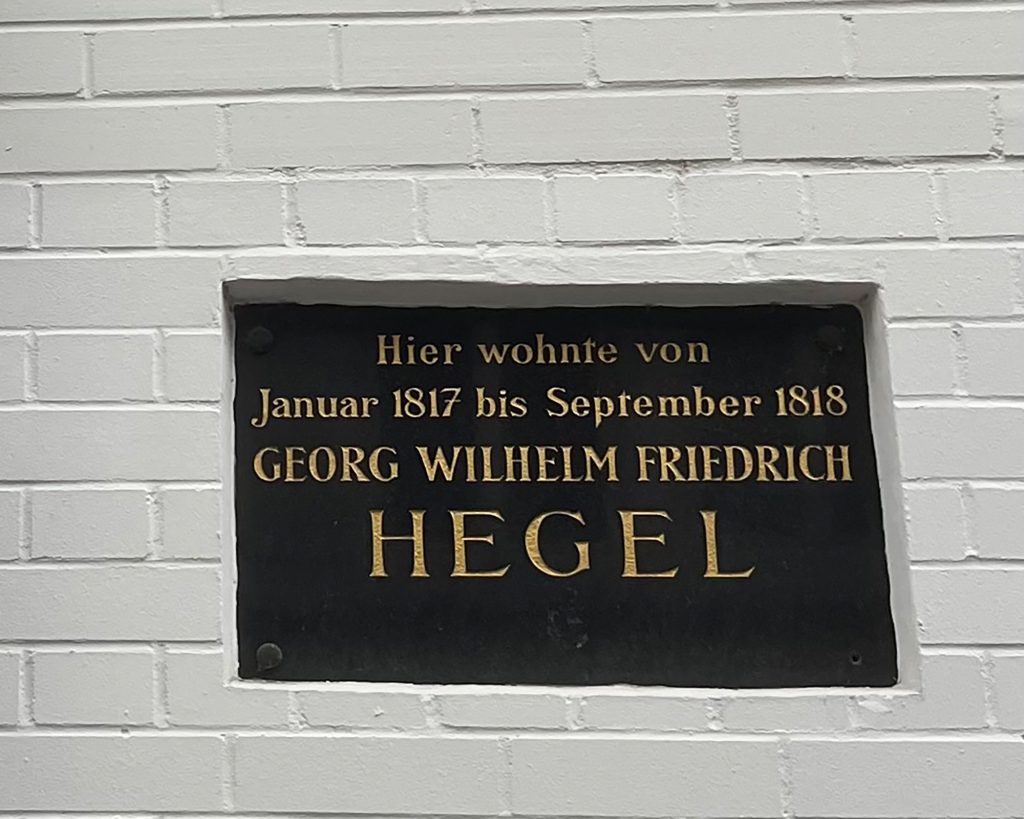 Hier wohnte von
Januar 1817 bis September 1818
GEORG WILHELM FRIEDRICH
HEGEL